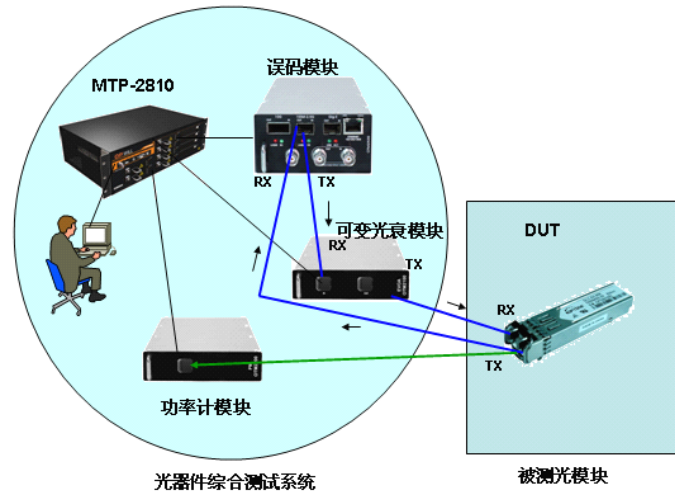 误码模块
MTP-2810
RX
TX
可变光衰模块
RX
TX
DUT
RX
TX
功率计模块
光器件综合测试系统
被测光模块